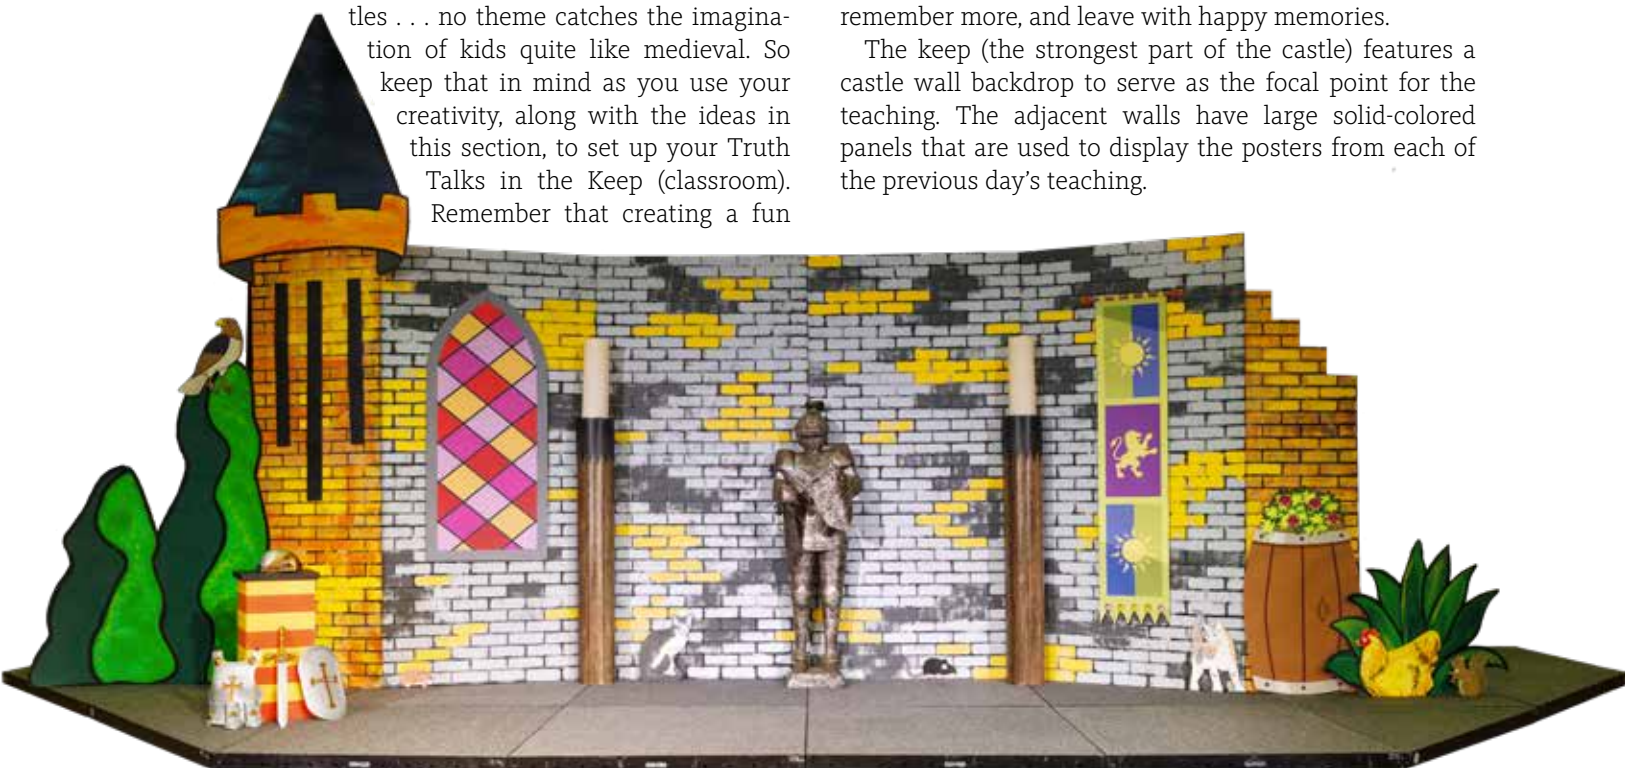 tles . . . no theme catches the imagina-
tion of kids quite like medieval. So
keep that in mind as you use your
creativity, along with the ideas in
this section, to set up your Truth
Talks in the Keep (classroom).
Remember that creating a fun
remember more, and leave with happy memories.
The keep (the strongest part of the castle) features a
castle wall backdrop to serve as the focal point for the
teaching. The adjacent walls have large solid-colored
panels that are used to display the posters from each of
the previous day’s teaching.